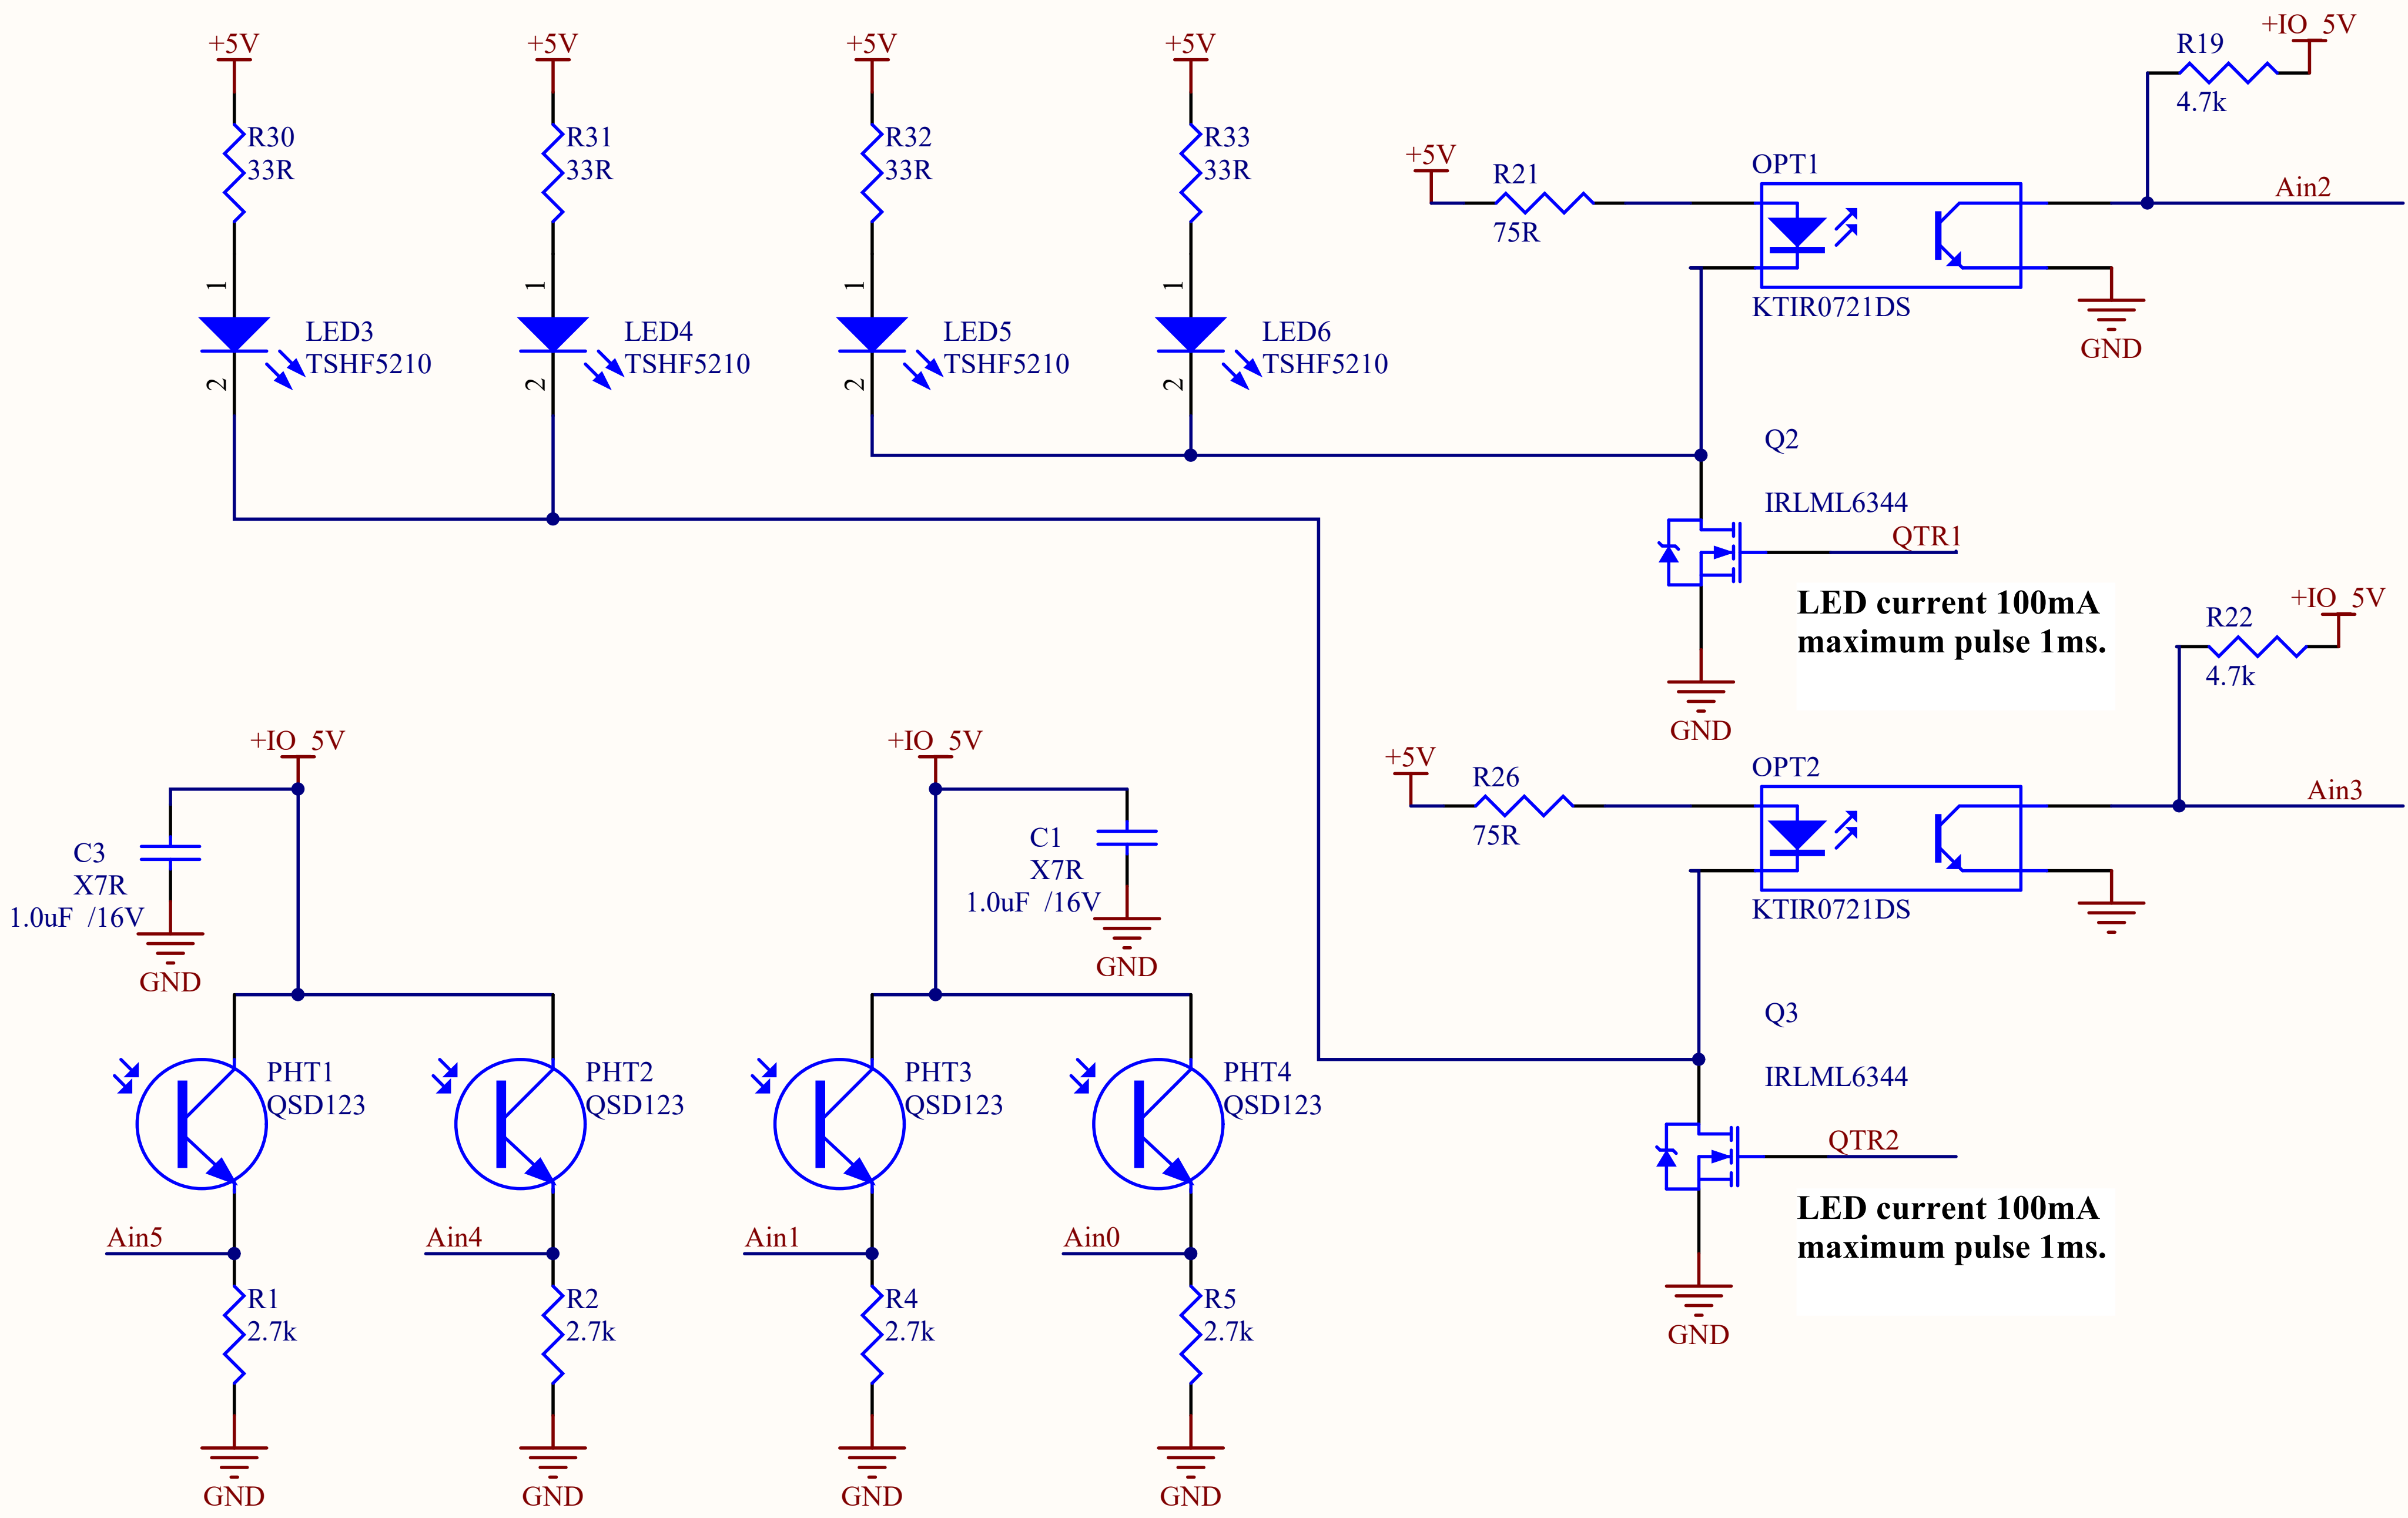 +5V
R30
33R
1
LED3
TSHF5210
2
+5V
R31
33R
1
LED4
TSHF5210
2
+5V
R32
33R
1
LED5
TSHF5210
2
+5V
R33
33R
1
LED6
TSHF5210
2
+5V
R21
75R
OPT1
KTIR0721DS
R19
4.7k
+IO_5V
Ain2
GND
Q2
IRLML6344
QTR1
LED current 100mA
maximum pulse 1ms.
GND
+5V
R26
75R
OPT2
KTIR0721DS
R22
4.7k
+IO_5V
Ain3
Q3
IRLML6344
QTR2
LED current 100mA
maximum pulse 1ms.
GND
+IO_5V
C3
X7R
1.0uF /16V
GND
+IO_5V
C1
X7R
1.0uF /16V
GND
PHT1
QSD123
Ain5
R1
2.7k
GND
PHT2
QSD123
Ain4
R2
2.7k
GND
PHT3
QSD123
Ain1
R4
2.7k
GND
PHT4
QSD123
Ain0
R5
2.7k
GND